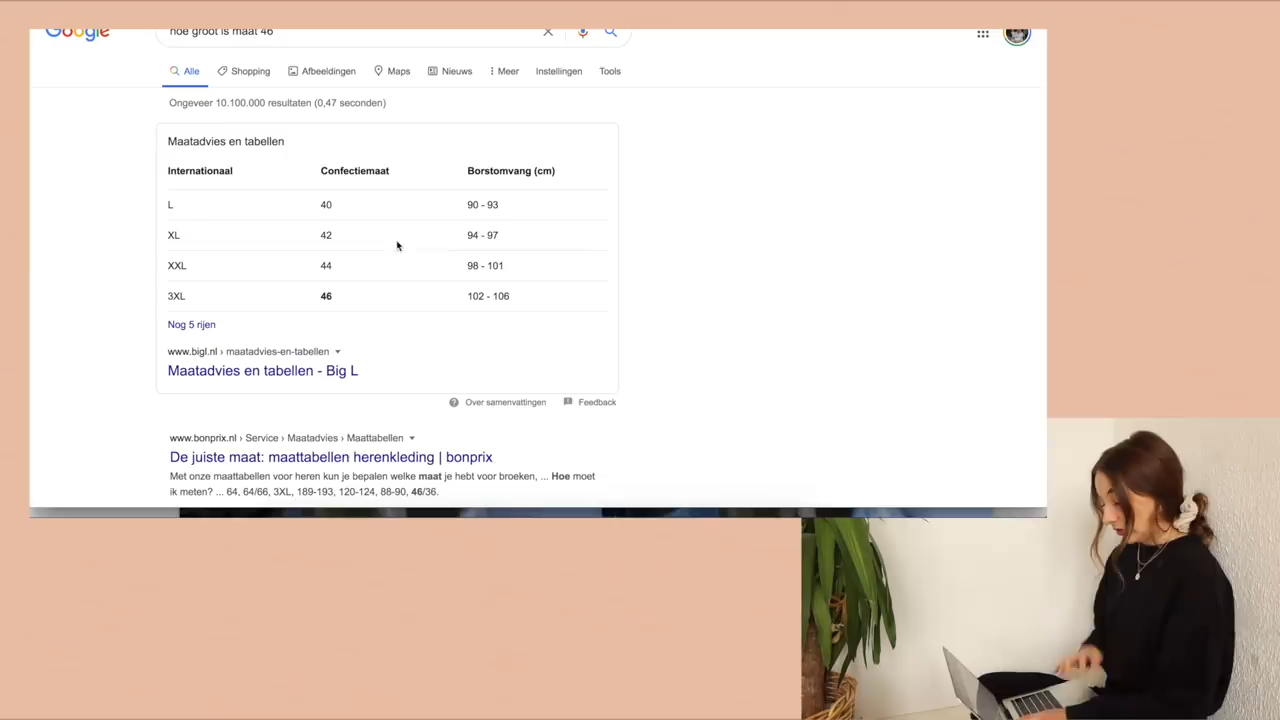 Google
hoe groot is maat 46
Alle Shopping Afbeeldingen Maps Nieuws Meer Instellingen Tools
Ongeveer 10.100.000 resultaten (0,47 seconden)
Maatadvies en tabellen
Internationaal Confectiemaat Borstomvang (cm)
L 40 90 - 93
XL 42 94 - 97
XXL 44 98 - 101
3XL 46 102 - 106
Nog 5 rijen
www.bigl.nl › maatadvies-en-tabellen
Maatadvies en tabellen - Big L
Over samenvattingen Feedback
www.bonprix.nl › Service › Maatadvies › Maattabellen
De juiste maat: maattabellen herenkleding | bonprix
Met onze maattabellen voor heren kun je bepalen welke maat je hebt voor broeken, ... Hoe moet
ik meten? ... 64, 64/66, 3XL, 189-193, 120-124, 88-90, 46/36.